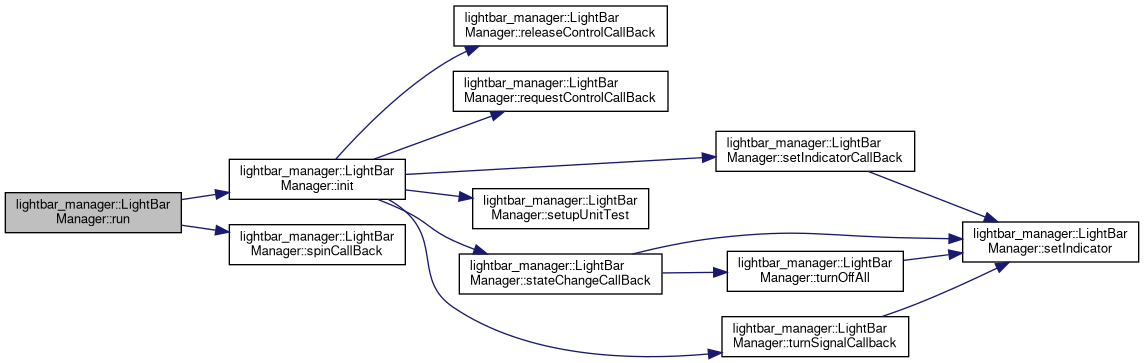 lightbar_manager::LightBar
Manager::run
lightbar_manager::LightBar
Manager::init
lightbar_manager::LightBar
Manager::spinCallBack
lightbar_manager::LightBar
Manager::releaseControlCallBack
lightbar_manager::LightBar
Manager::requestControlCallBack
lightbar_manager::LightBar
Manager::setupUnitTest
lightbar_manager::LightBar
Manager::stateChangeCallBack
lightbar_manager::LightBar
Manager::setIndicatorCallBack
lightbar_manager::LightBar
Manager::turnOffAll
lightbar_manager::LightBar
Manager::turnSignalCallback
lightbar_manager::LightBar
Manager::setIndicator